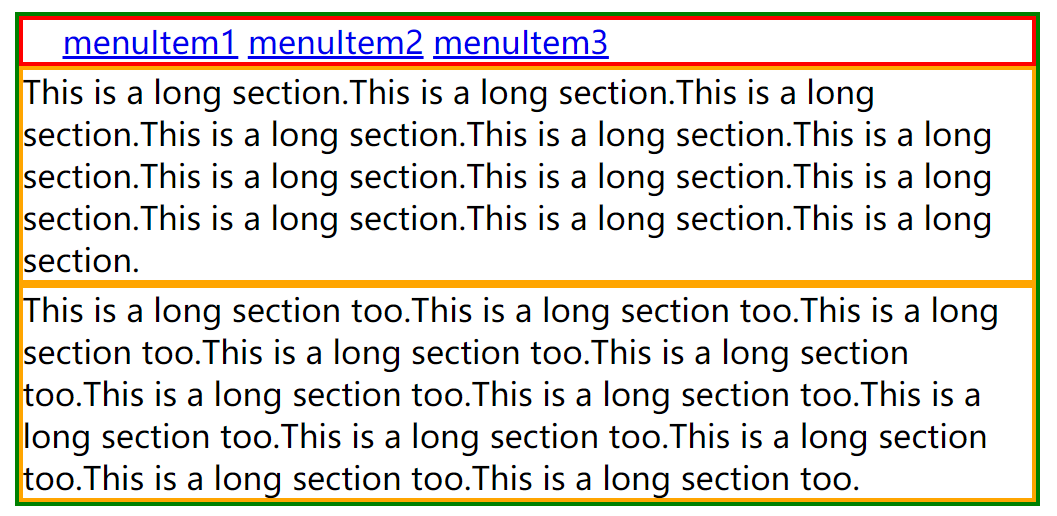 menuItem1 menuItem2 menuItem3
This is a long section.This is a long section.This is a long
section.This is a long section.This is a long section.This is a long
section.This is a long section.This is a long section.This is a long
section.This is a long section.This is a long section.This is a long
section.
This is a long section too.This is a long section too.This is a long
section too.This is a long section too.This is a long section
too.This is a long section too.This is a long section too.This is a
long section too.This is a long section too.This is a long section
too.This is a long section too.This is a long section too.